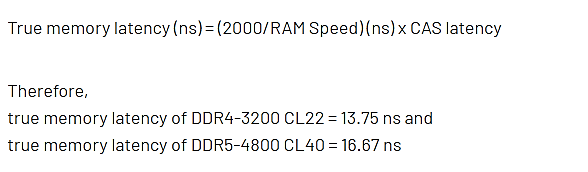 True memory latency (ns) = (2000/RAM Speed)(ns) x CAS latency
Therefore,
true memory latency of DDR4-3200 CL22 = 13.75 ns and
true memory latency of DDR5-4800 CL40 = 16.67 ns